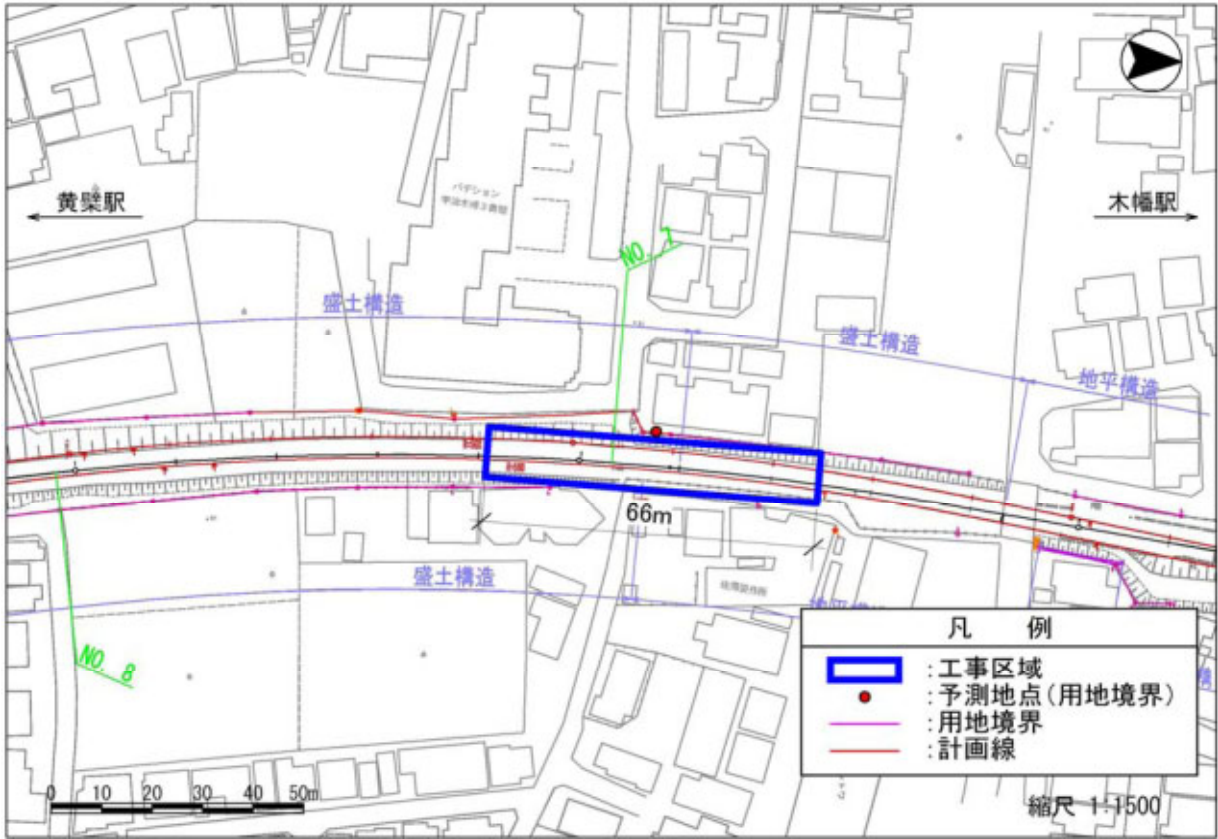 黄檗駅
木幡駅
NO. 7
盛土構造
盛土構造
地平構造
66m
盛土構造
NO. 8
凡 例
:工事区域
:予測地点(用地境界)
:用地境界
:計画線
0 10 20 30 40 50m
縮尺 1:1500